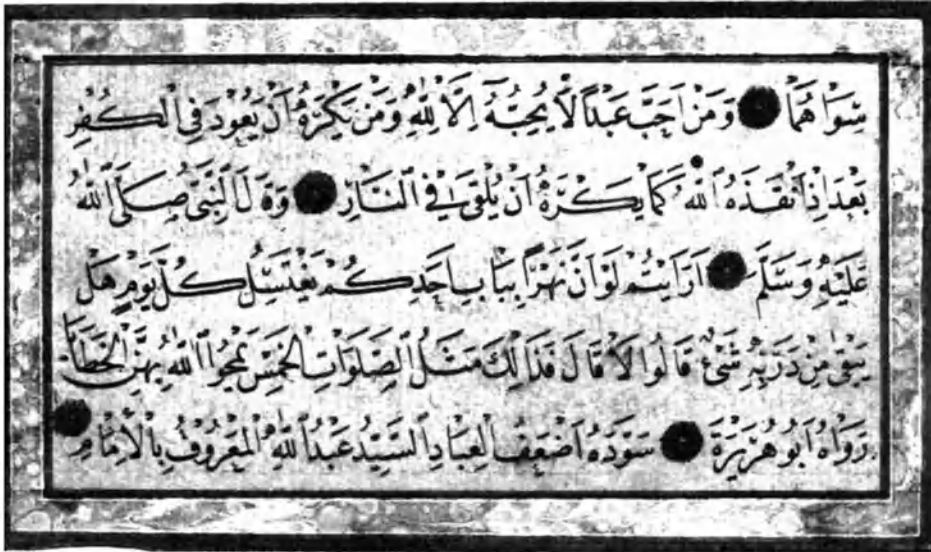 سِوَاهُمَا وَمَنْ اَحَبَّ عَبْدًا لَا يُحِبُّهُ اِلَّا لِلّٰهِ وَمَنْ يَكْرَهُ اَنْ يَعُودَ فِي الْكُفْرِ
بَعْدَ اِذْ اَنْقَذَهُ اللّٰهُ كَمَا يَكْرَهُ اَنْ يُلْقٰى فِي النَّارِ وَقَالَ النَّبِيُّ صَلَّى اللّٰهُ
عَلَيْهِ وَسَلَّمَ اَرَاَيْتُمْ لَوْ اَنَّ نَهْرًا بِبَابِ اَحَدِكُمْ يَغْتَسِلُ كُلَّ يَوْمٍ هَلْ
يَبْقٰى مِنْ دَرَنِهِ شَيْءٌ قَالُوا لَا قَالَ فَذَالِكَ مَثَلُ الصَّلَوَاتِ الْخَمْسِ يَمْحُوا اللّٰهُ بِهِنَّ الْخَطَايَا
رَوَاهُ اَبُو هُرَيْرَةَ سَوَّدَهُ اَضْعَفُ الْعِبَادِ السَّيِّدُ عَبْدُ اللّٰهِ الْمَعْرُوفُ بِالْاِمَامِ